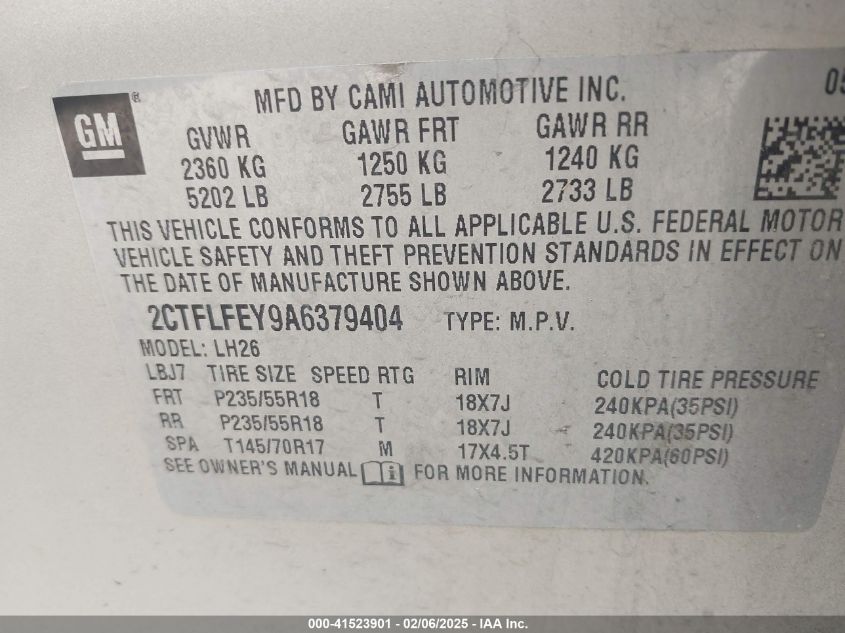 GM®
MFD BY CAMI AUTOMOTIVE INC.
GVWR GAWR FRT GAWR RR
2360 KG 1250 KG 1240 KG
5202 LB 2755 LB 2733 LB
THIS VEHICLE CONFORMS TO ALL APPLICABLE U.S. FEDERAL MOTOR
VEHICLE SAFETY AND THEFT PREVENTION STANDARDS IN EFFECT ON
THE DATE OF MANUFACTURE SHOWN ABOVE.
2CTFLFEY9A6379404 TYPE: M.P.V.
MODEL: LH26
LBJ7 TIRE SIZE SPEED RTG RIM COLD TIRE PRESSURE
FRT P235/55R18 T 18X7J 240KPA(35PSI)
RR P235/55R18 T 18X7J 240KPA(35PSI)
SPA T145/70R17 M 17X4.5T 420KPA(60PSI)
SEE OWNER'S MANUAL i FOR MORE INFORMATION.
000-41523901 - 02/06/2025 - IAA Inc.